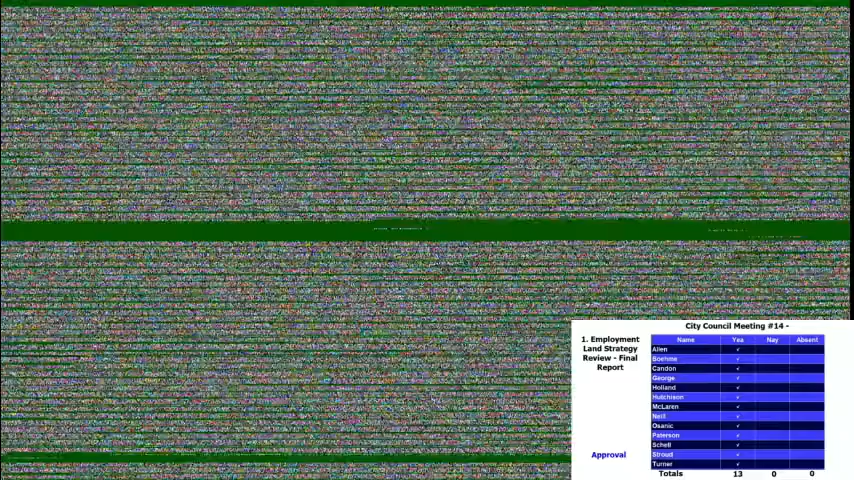 City Council Meeting #14 -
1. Employment
Land Strategy
Review - Final
Report
Approval
Name Yea Nay Absent
Allen √
Boehme √
Candon √
George √
Holland √
Hutchison √
McLaren √
Neill √
Osanic √
Paterson √
Schell √
Stroud √
Turner √
Totals 13 0 0